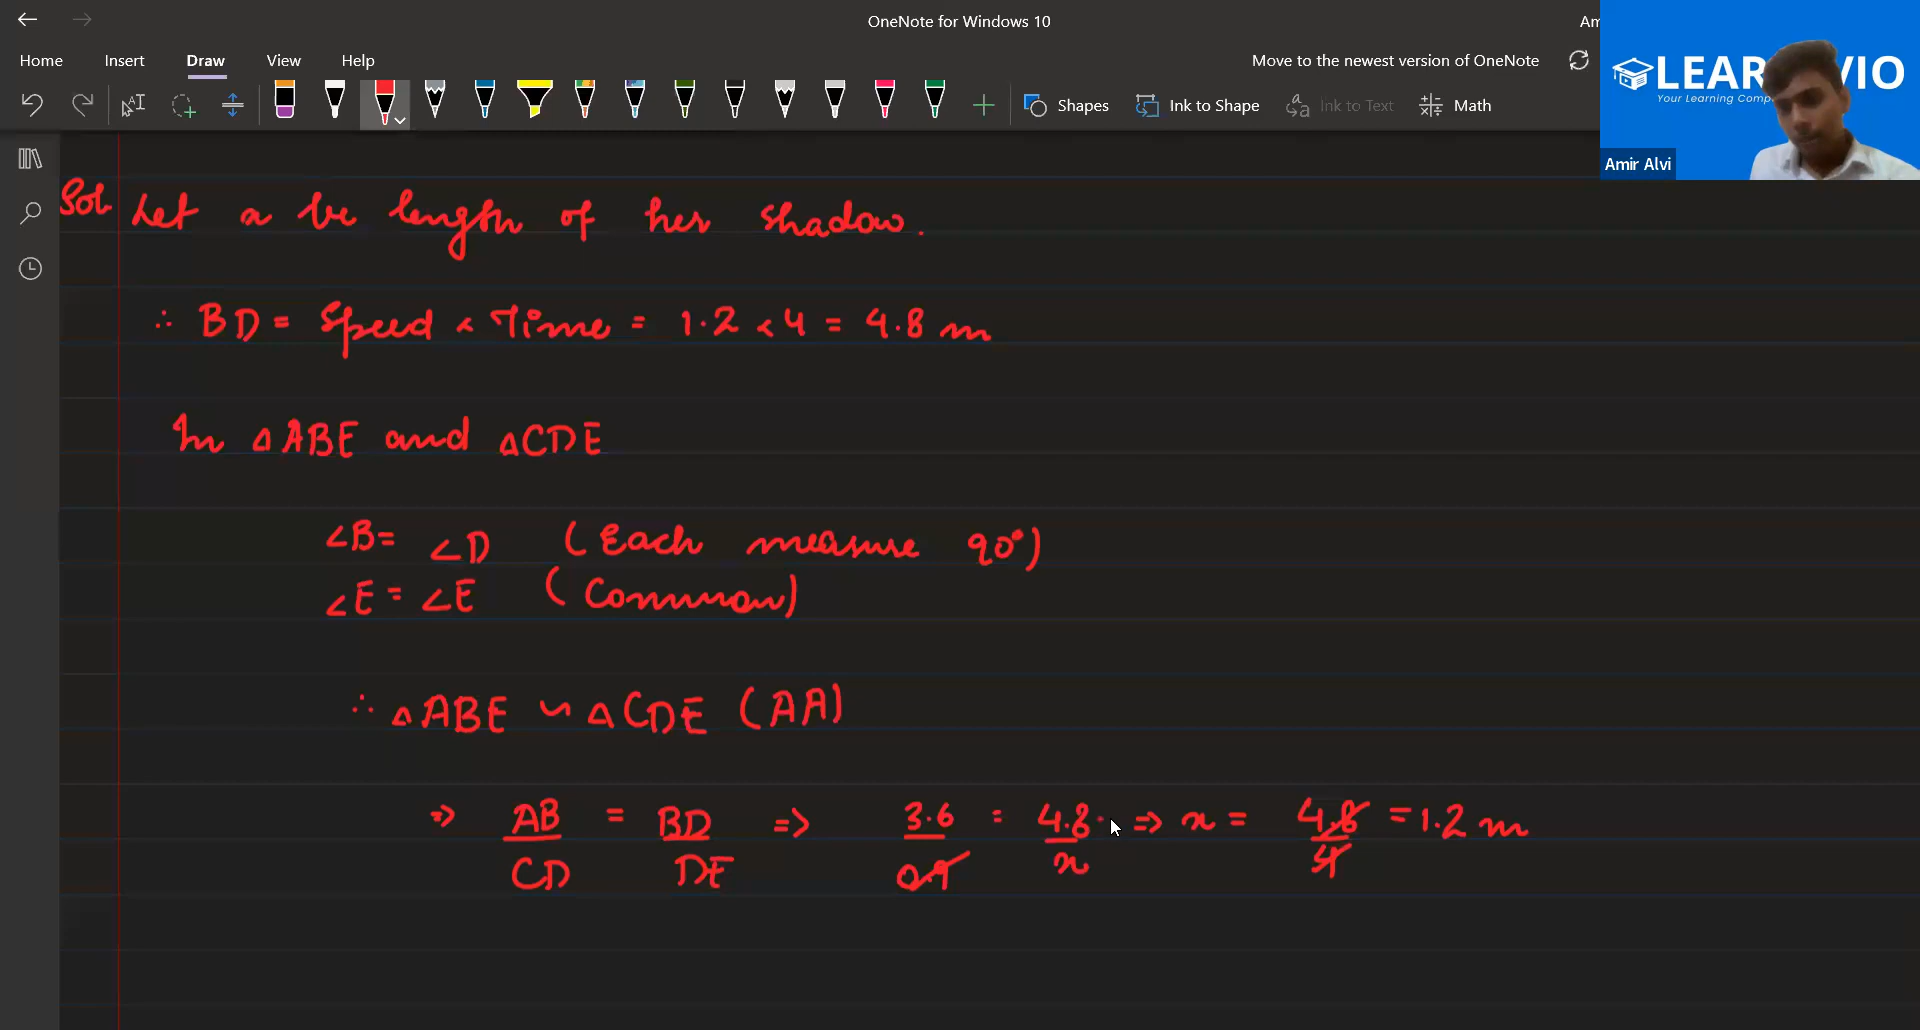 OneNote for Windows 10
Am
Home Insert Draw View Help
Move to the newest version of OneNote
LEAR VIO
Your Learning Comp
Shapes Ink to Shape Ink to Text Math
Amir Alvi
Sol Let x be length of her shadow.
∴ BD = Speed × Time = 1.2 × 4 = 4.8 m
In △ABE and △CDE
∠B = ∠D (Each measure 90°)
∠E = ∠E (Common)
∴ △ABE ~ △CDE (AA)
⇒ AB/CD = BD/DE ⇒ 3.6/0.9 = 4.8/x ⇒ x = 4.8/4 = 1.2 m